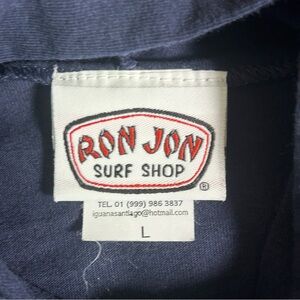 RON JON
SURF SHOP
®
TEL. 01 (999) 986 3837
iguanasantiago@hotmail.com
L